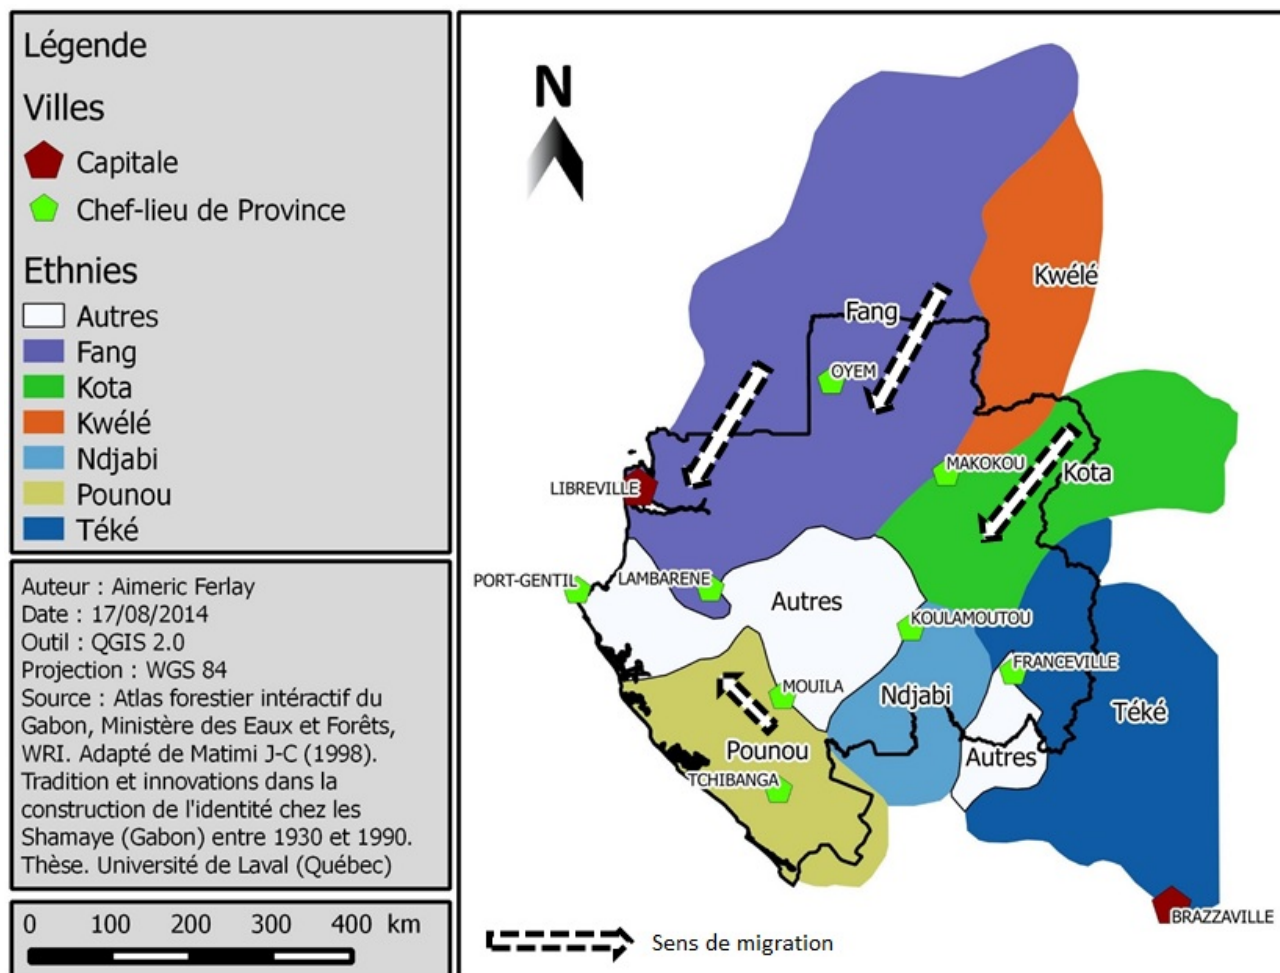 Légende
Villes
Capitale
Chef-lieu de Province
Ethnies
Autres
Fang
Kota
Kwélé
Ndjabi
Pounou
Téké
Auteur : Aimeric Ferlay
Date : 17/08/2014
Outil : QGIS 2.0
Projection : WGS 84
Source : Atlas forestier intéractif du
Gabon, Ministère des Eaux et Forêts,
WRI. Adapté de Matimi J-C (1998).
Tradition et innovations dans la
construction de l'identité chez les
Shamaye (Gabon) entre 1930 et 1990.
Thèse. Université de Laval (Québec)
0 100 200 300 400 km
N
Kwélé
Fang
OYEM
MAKOKOU
Kota
LIBREVILLE
PORT-GENTIL
LAMBARENE
Autres
KOULAMOUTOU
FRANCEVILLE
MOUILA
Ndjabi
Téké
Pounou
Autres
TCHIBANGA
BRAZZAVILLE
Sens de migration